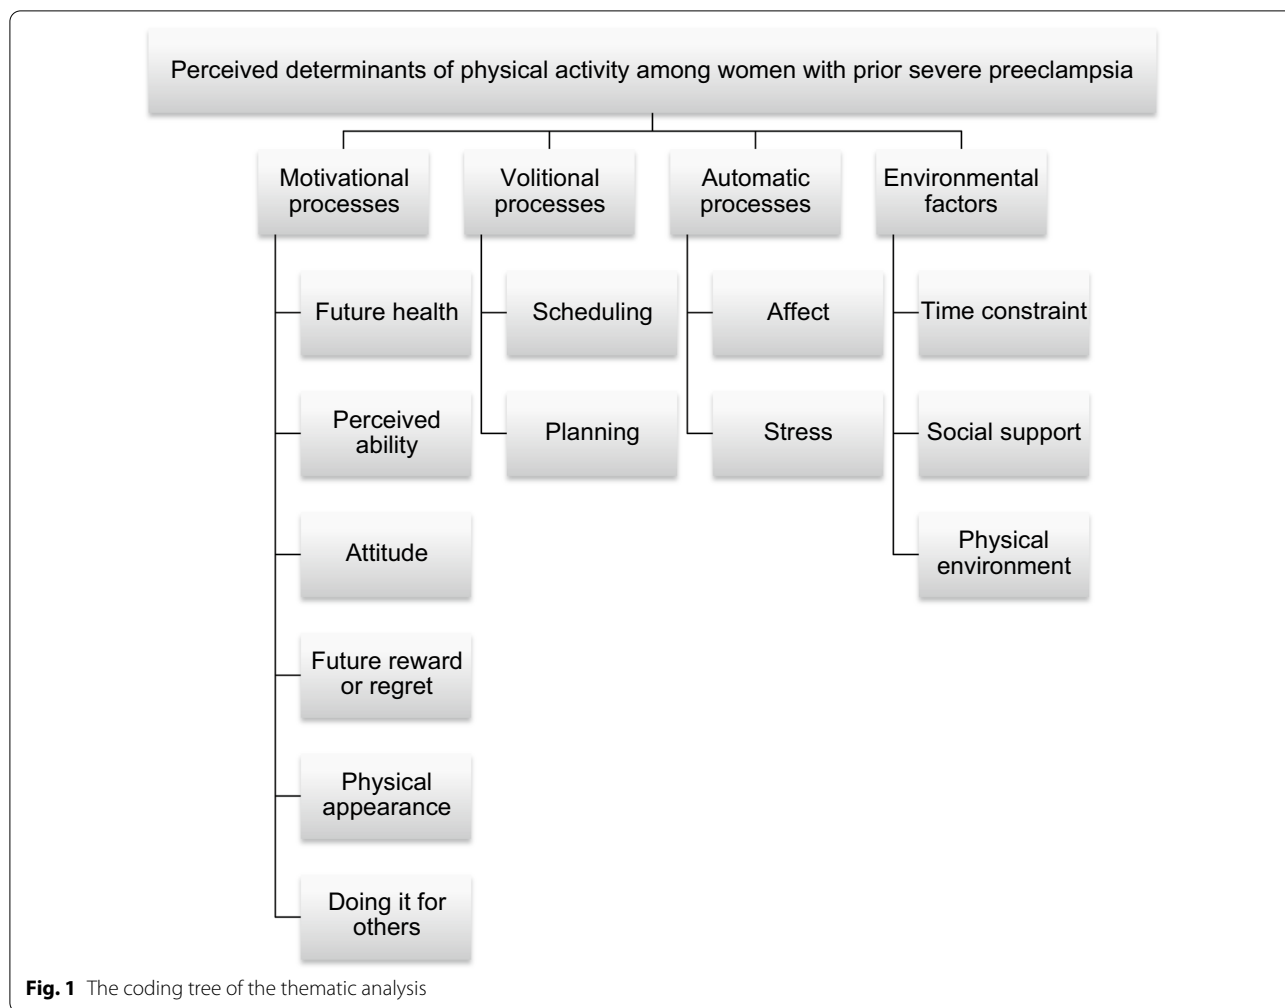 Perceived determinants of physical activity among women with prior severe preeclampsia
Motivational
processes
Volitional
processes
Automatic
processes
Environmental
factors
Future health
Scheduling
Affect
Time constraint
Perceived
ability
Planning
Stress
Social support
Attitude
Physical
environment
Future reward
or regret
Physical
appearance
Doing it for
others
Fig. 1 The coding tree of the thematic analysis